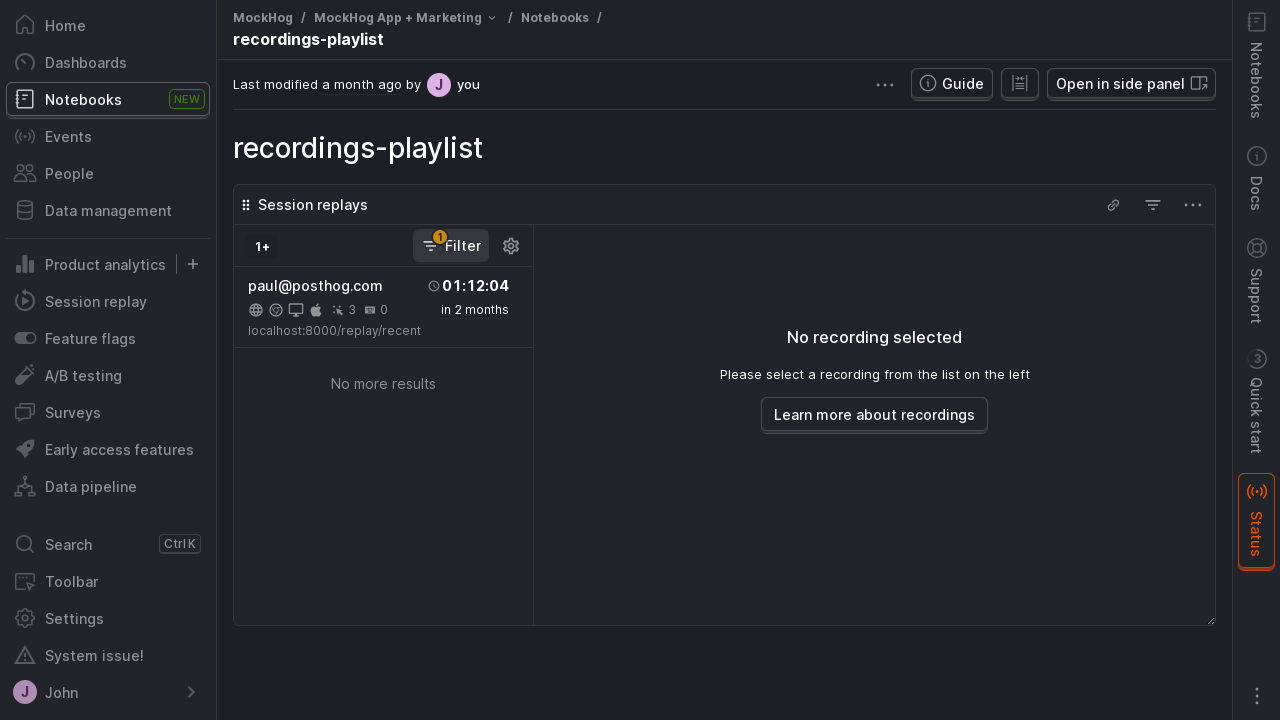 Home
Dashboards
Notebooks NEW
Events
People
Data management
Product analytics
Session replay
Feature flags
A/B testing
Surveys
Early access features
Data pipeline
Search Ctrl K
Toolbar
Settings
System issue!
J John
MockHog / MockHog App + Marketing / Notebooks /
recordings-playlist
Last modified a month ago by J you
Guide
Open in side panel
recordings-playlist
Session replays
1+
1
Filter
paul@posthog.com 01:12:04
3 0 in 2 months
localhost:8000/replay/recent
No more results
No recording selected
Please select a recording from the list on the left
Learn more about recordings
Notebooks
Docs
Support
3 Quick start
Status